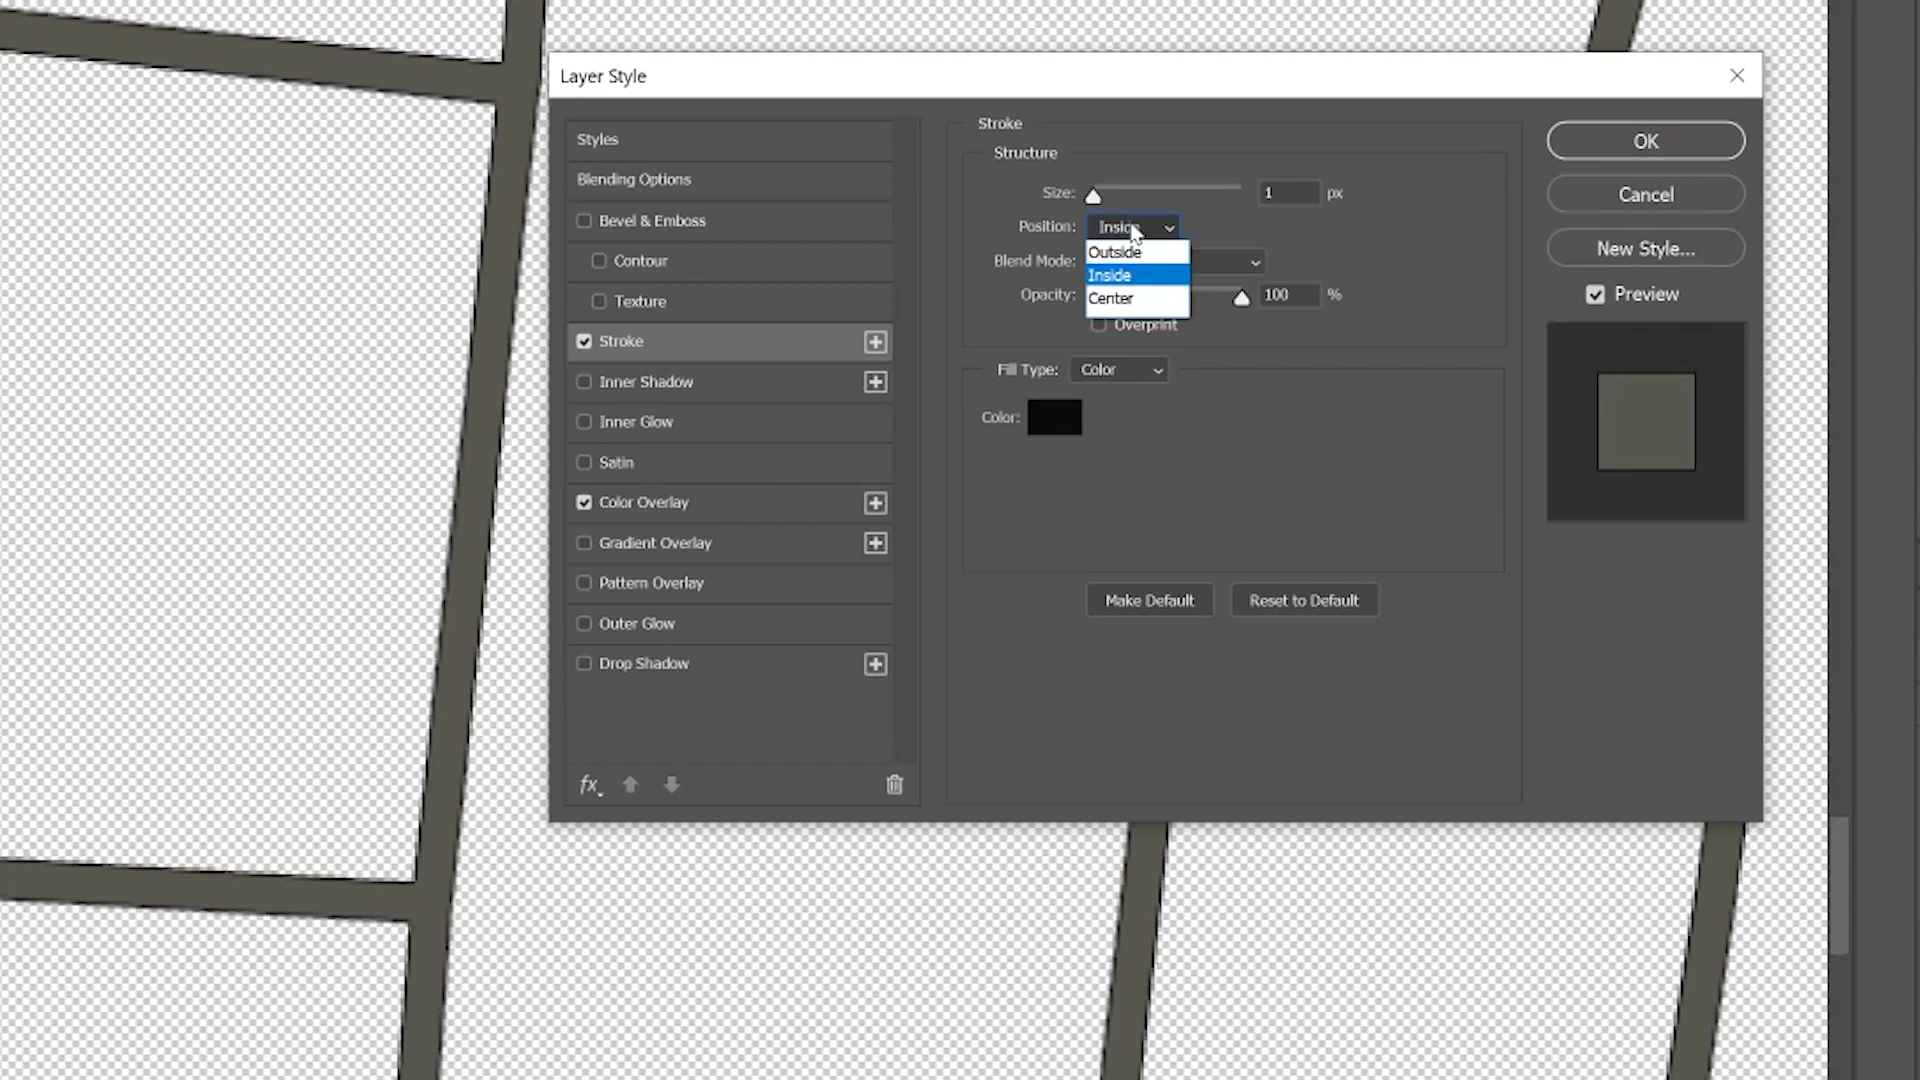 Layer Style
Styles
Blending Options
Bevel & Emboss
Contour
Texture
Stroke
Inner Shadow
Inner Glow
Satin
Color Overlay
Gradient Overlay
Pattern Overlay
Outer Glow
Drop Shadow
fx
Stroke
Structure
Size: 1 px
Position: Inside
Outside
Inside
Center
Blend Mode:
Opacity: 100 %
Overprint
Fill Type: Color
Color:
Make Default Reset to Default
OK
Cancel
New Style...
Preview